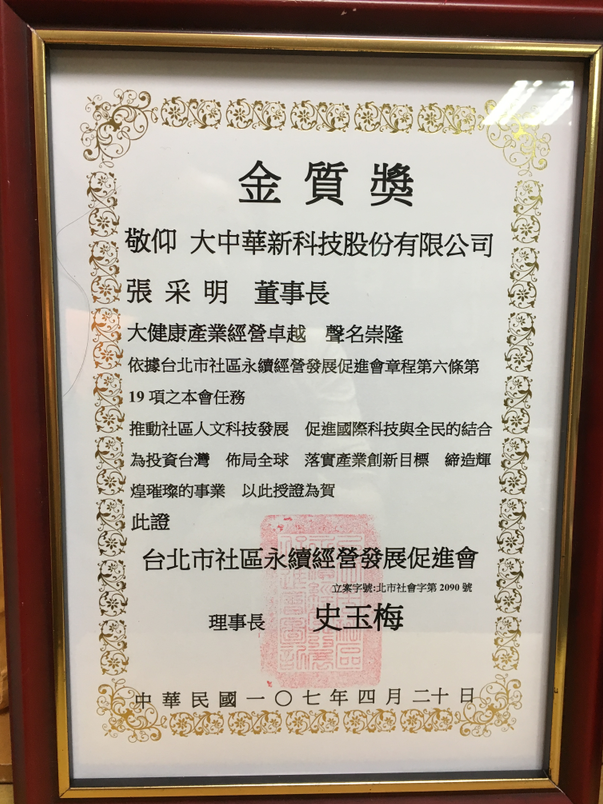 金質獎
敬仰 大中華新科技股份有限公司
張采明 董事長
大健康產業經營卓越 聲名崇隆
依據台北市社區永續經營發展促進會章程第六條第
19 項之本會任務
推動社區人文科技發展 促進國際科技與全民的結合
為投資台灣 佈局全球 落實產業創新目標 締造輝
煌璀璨的事業 以此授證為賀
此證
台北市社區永續經營發展促進會
立案字號:北市社會字第 2090 號
理事長 史玉梅
中華民國一〇七年四月二十日